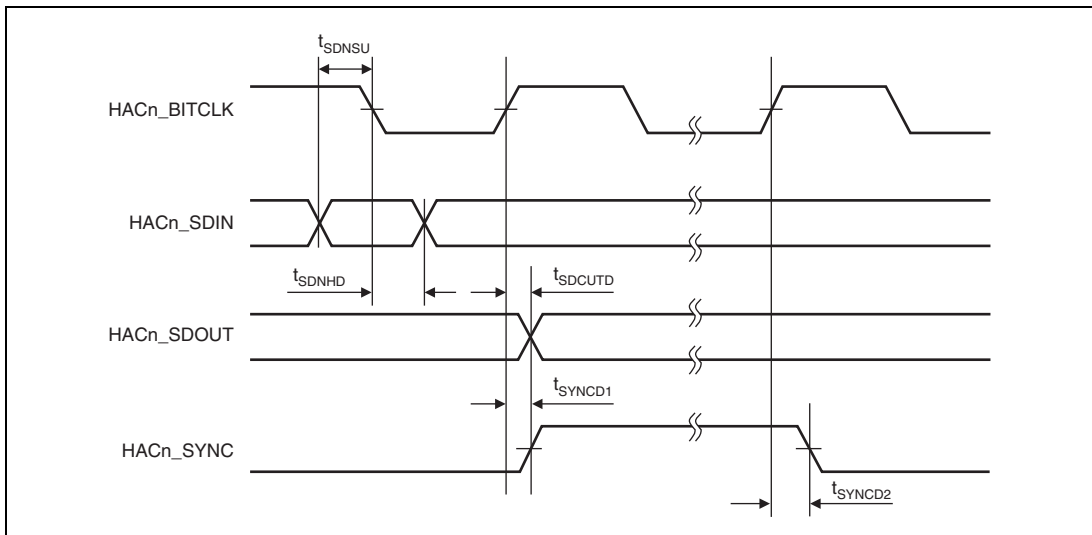 tSDNSU
HACn_BITCLK
HACn_SDIN
tSDNHD
tSDCUTD
HACn_SDOUT
tSYNCD1
HACn_SYNC
tSYNCD2